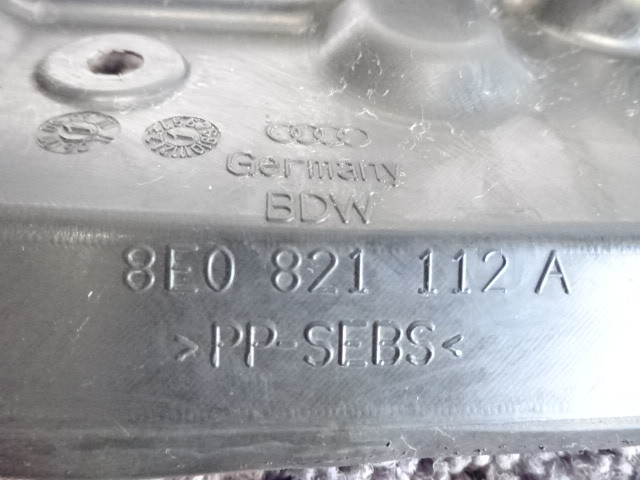 Germany
BDW
8E0 821 112 A
>PP-SEBS<